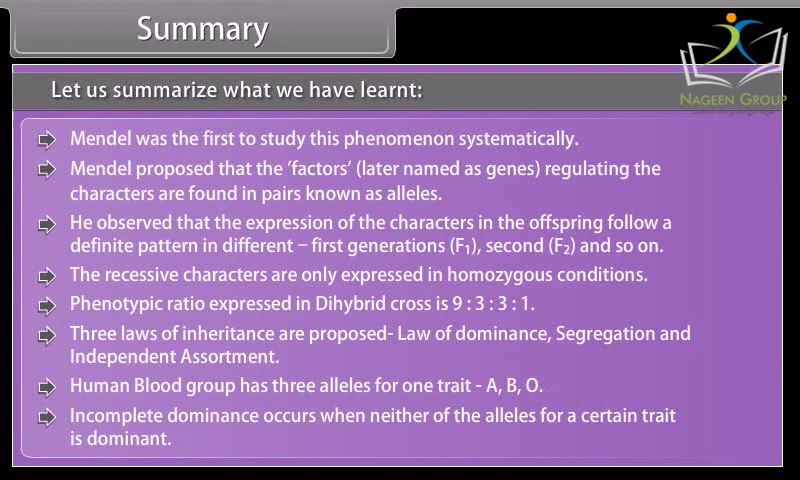 Summary
NAGEEN GROUP
Let us summarize what we have learnt:
Mendel was the first to study this phenomenon systematically.
Mendel proposed that the ‘factors’ (later named as genes) regulating the
characters are found in pairs known as alleles.
He observed that the expression of the characters in the offspring follow a
definite pattern in different – first generations (F₁), second (F₂) and so on.
The recessive characters are only expressed in homozygous conditions.
Phenotypic ratio expressed in Dihybrid cross is 9 : 3 : 3 : 1.
Three laws of inheritance are proposed- Law of dominance, Segregation and
Independent Assortment.
Human Blood group has three alleles for one trait - A, B, O.
Incomplete dominance occurs when neither of the alleles for a certain trait
is dominant.